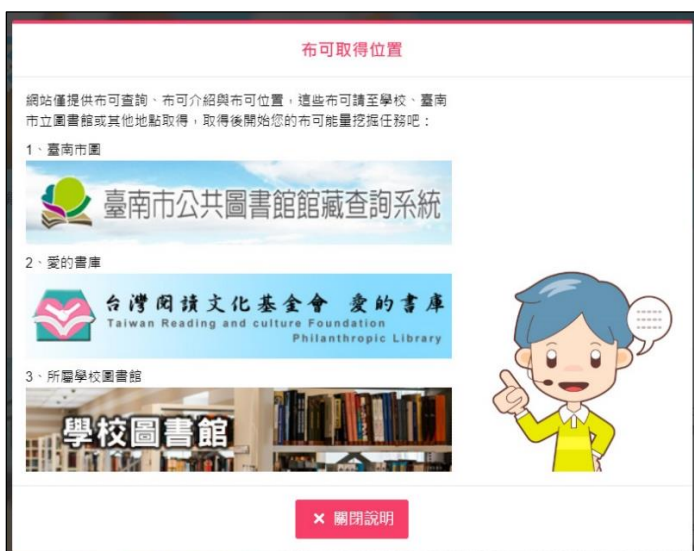 布可取得位置
網站僅提供布可查詢、布可介紹與布可位置，這些布可請至學校、臺南
市立圖書館或其他地點取得，取得後開始您的布可能量挖掘任務吧：
1、臺南市圖
臺南市公共圖書館館藏查詢系統
2、愛的書庫
台灣閱讀文化基金會 愛的書庫
Taiwan Reading and culture Foundation
Philanthropic Library
3、所屬學校圖書館
學校圖書館
× 關閉說明